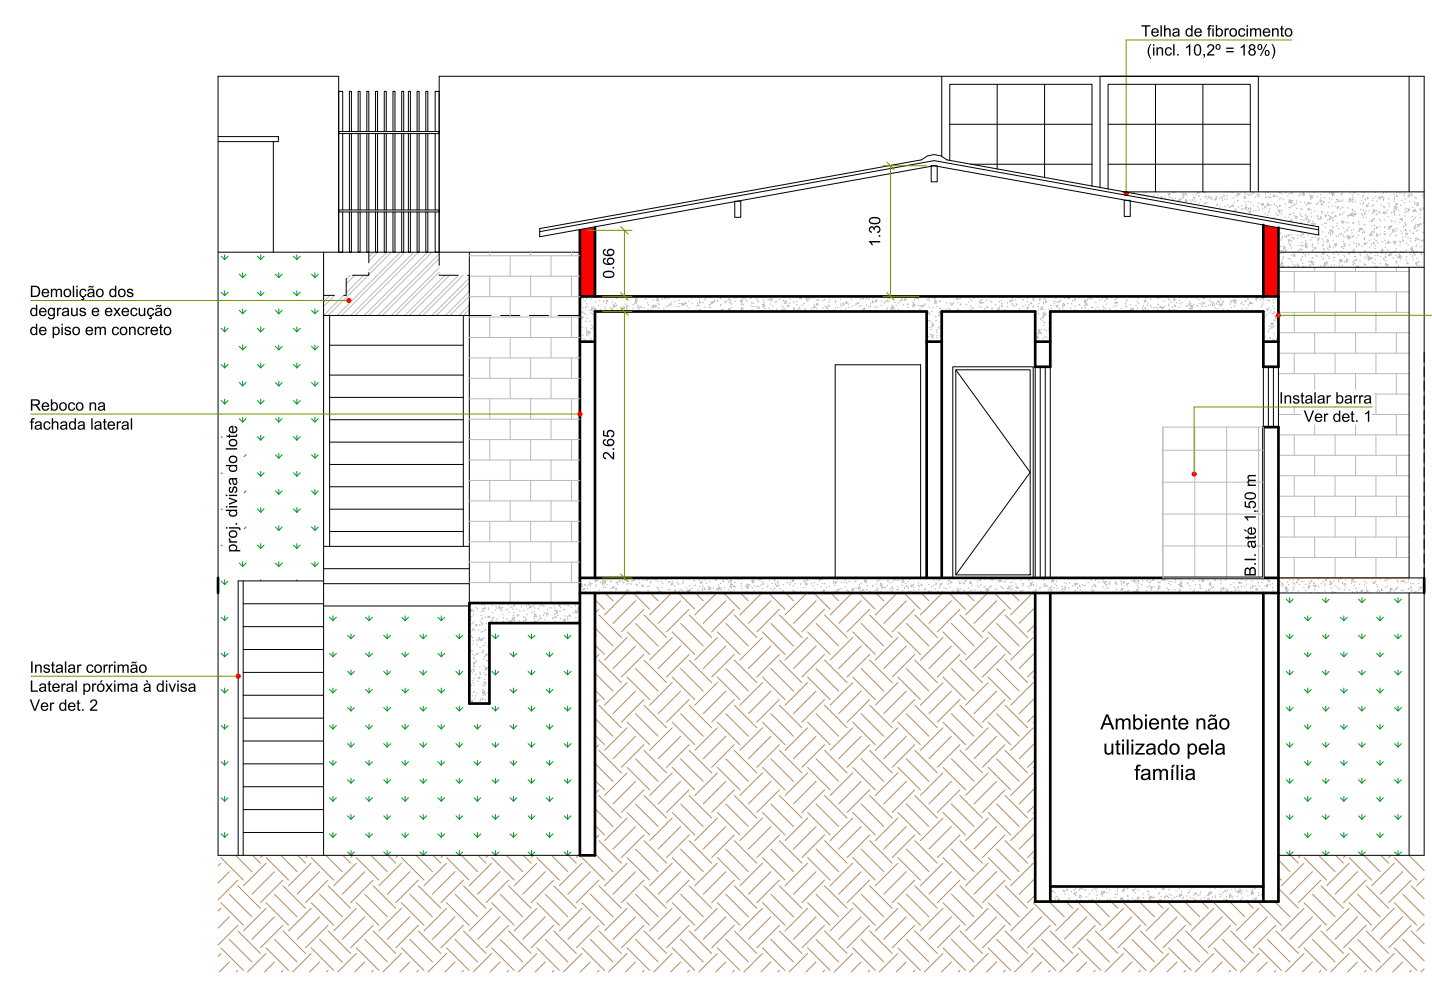 Telha de fibrocimento
(incl. 10,2º = 18%)
1.30
0.66
Demolição dos
degraus e execução
de piso em concreto
Reboco na
fachada lateral
2.65
Instalar barra
Ver det. 1
proj. divisa do lote
B.I. até 1,50 m
Instalar corrimão
Lateral próxima à divisa
Ver det. 2
Ambiente não
utilizado pela
família